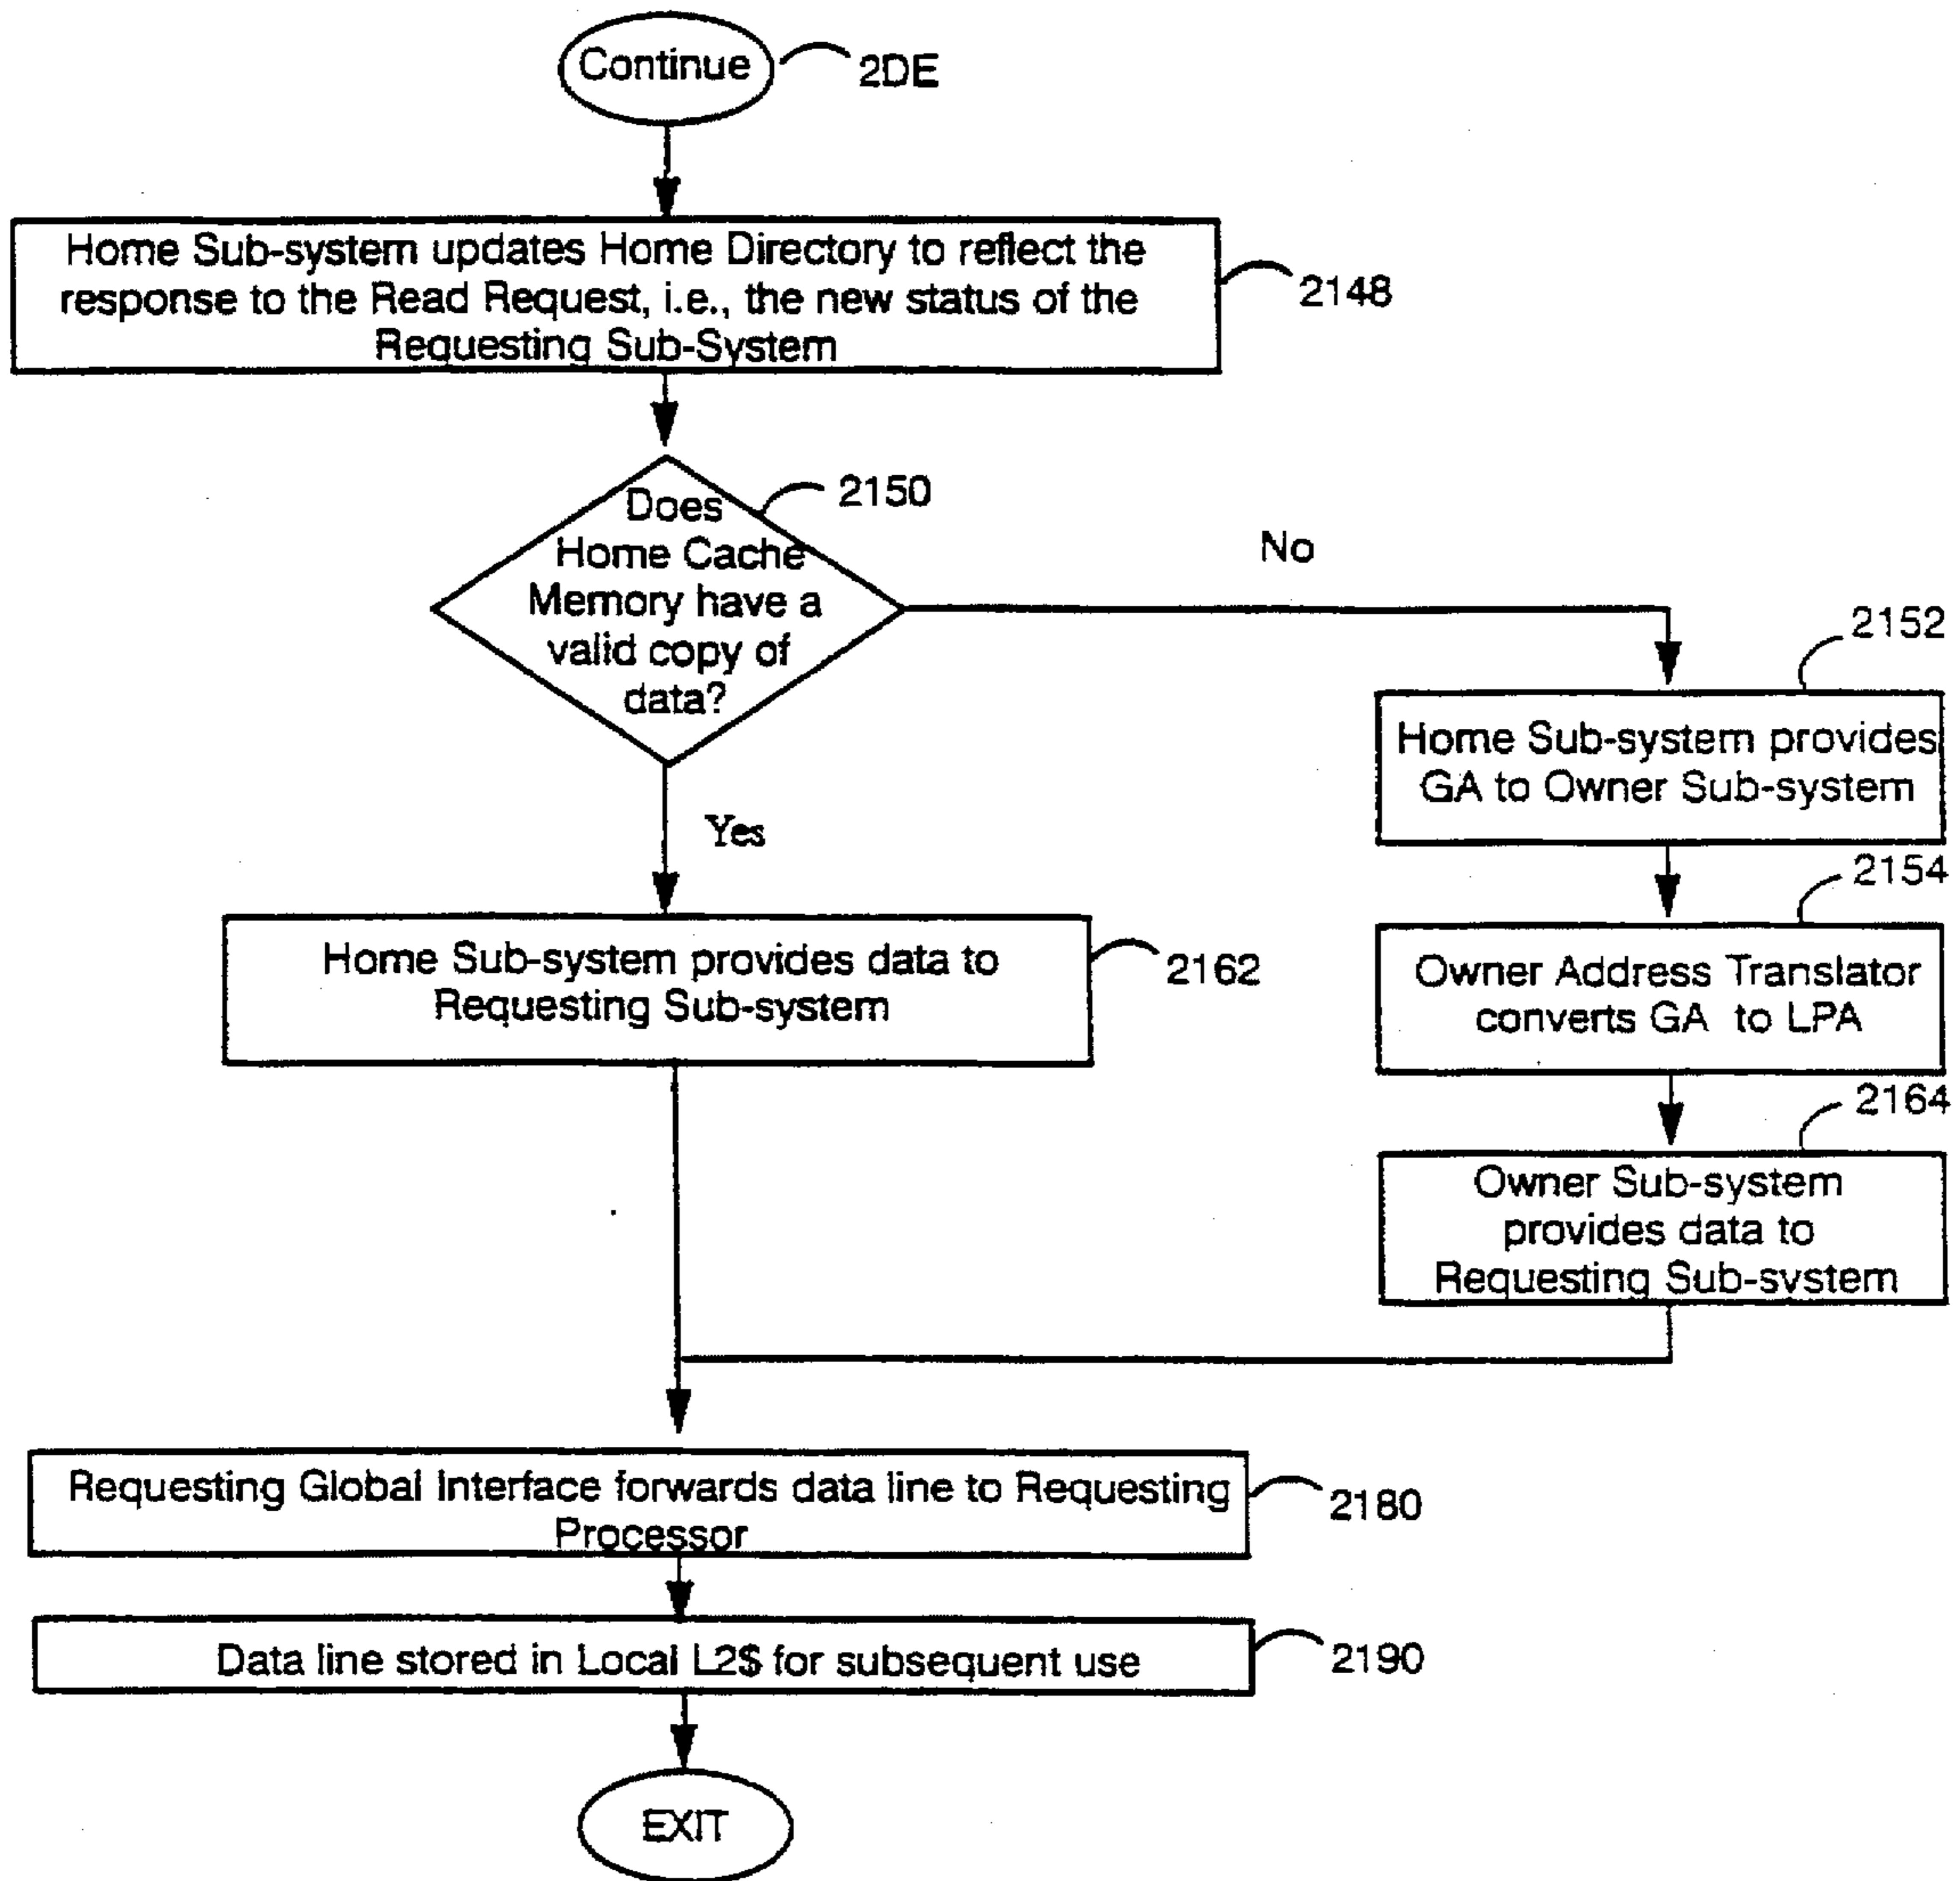 Continue
2DE
Home Sub-system updates Home Directory to reflect the
response to the Read Request, i.e., the new status of the
Requesting Sub-System
2148
Does
Home Cache
Memory have a
valid copy of
data?
2150
No
Yes
2152
Home Sub-system provides
GA to Owner Sub-system
2154
Owner Address Translator
converts GA to LPA
2164
Owner Sub-system
provides data to
Requesting Sub-system
Home Sub-system provides data to
Requesting Sub-system
2162
Requesting Global Interface forwards data line to Requesting
Processor
2180
Data line stored in Local L2$ for subsequent use
2190
EXIT